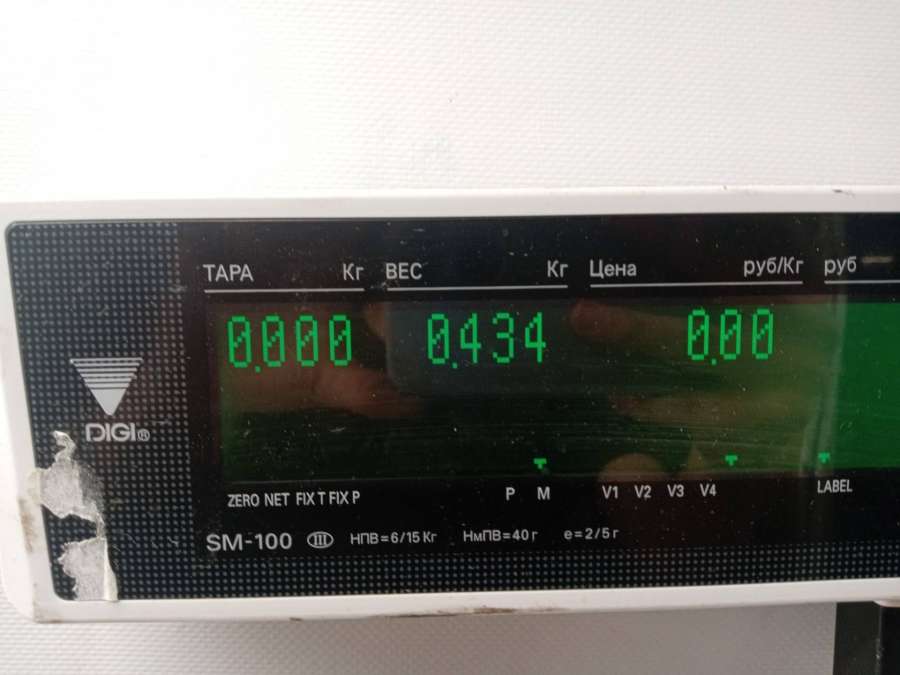 ТАРА Кг ВЕС Кг Цена руб/Кг руб
0.000 0.434 0.00
DIGI®
ZERO NET FIX T FIX P P M V1 V2 V3 V4 LABEL
SM-100 III НПВ=6/15 Кг НмПВ=40 г e=2/5 г